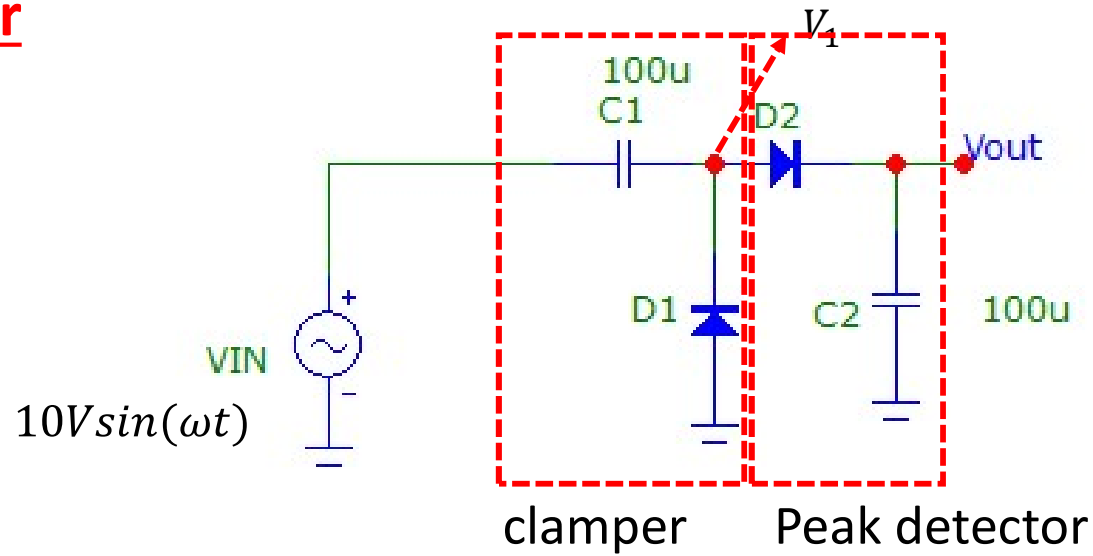 r
V₁
100u
C1
D2
Vout
D1
C2
100u
VIN
+
−
10Vsin(ωt)
clamper
Peak detector